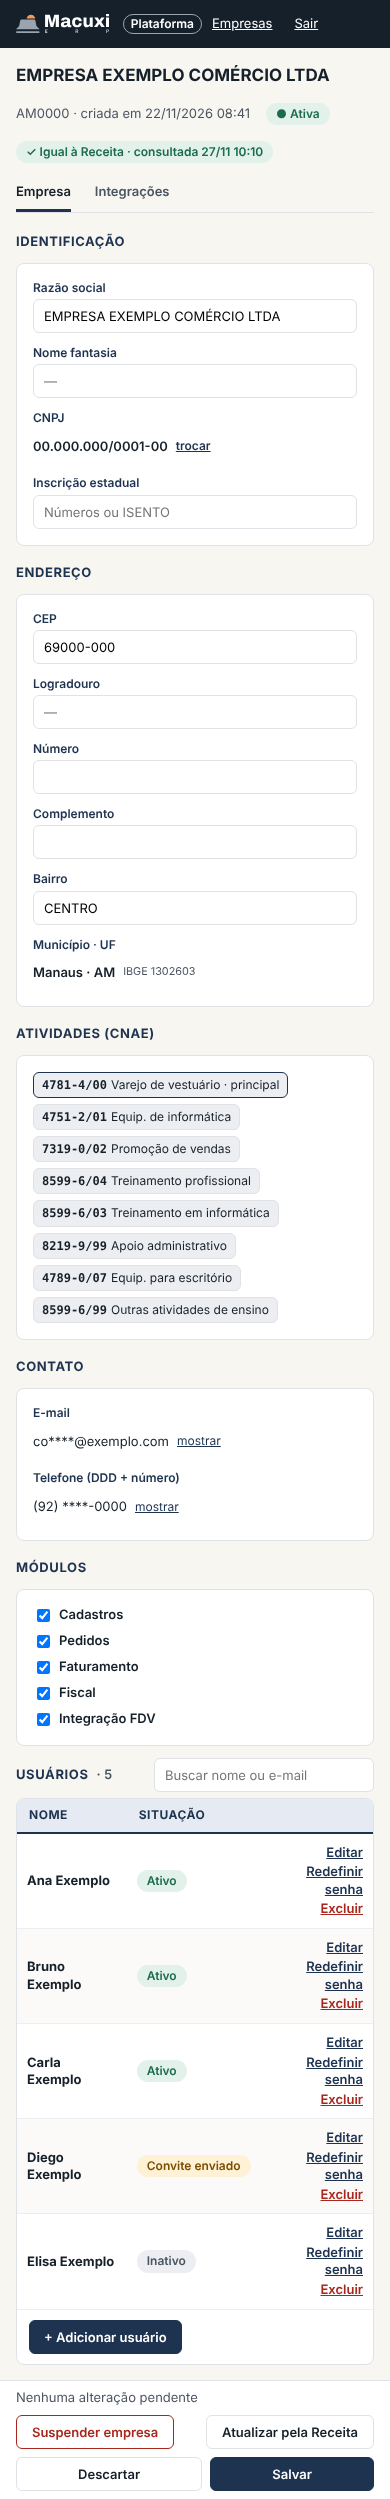 Macuxi
E R P
Plataforma
Empresas
Sair
EMPRESA EXEMPLO COMÉRCIO LTDA
AM0000 · criada em 22/11/2026 08:41
● Ativa
✓ Igual à Receita · consultada 27/11 10:10
Empresa
Integrações
IDENTIFICAÇÃO
Razão social
EMPRESA EXEMPLO COMÉRCIO LTDA
Nome fantasia
—
CNPJ
00.000.000/0001-00 trocar
Inscrição estadual
Números ou ISENTO
ENDEREÇO
CEP
69000-000
Logradouro
—
Número
Complemento
Bairro
CENTRO
Município · UF
Manaus · AM IBGE 1302603
ATIVIDADES (CNAE)
4781-4/00 Varejo de vestuário · principal
4751-2/01 Equip. de informática
7319-0/02 Promoção de vendas
8599-6/04 Treinamento profissional
8599-6/03 Treinamento em informática
8219-9/99 Apoio administrativo
4789-0/07 Equip. para escritório
8599-6/99 Outras atividades de ensino
CONTATO
E-mail
co****@exemplo.com mostrar
Telefone (DDD + número)
(92) ****-0000 mostrar
MÓDULOS
Cadastros
Pedidos
Faturamento
Fiscal
Integração FDV
USUÁRIOS · 5
Buscar nome ou e-mail
NOME SITUAÇÃO
Ana Exemplo
Ativo
Editar
Redefinir
senha
Excluir
Bruno
Exemplo
Ativo
Editar
Redefinir
senha
Excluir
Carla
Exemplo
Ativo
Editar
Redefinir
senha
Excluir
Diego
Exemplo
Convite enviado
Editar
Redefinir
senha
Excluir
Elisa Exemplo
Inativo
Editar
Redefinir
senha
Excluir
+ Adicionar usuário
Nenhuma alteração pendente
Suspender empresa
Atualizar pela Receita
Descartar
Salvar